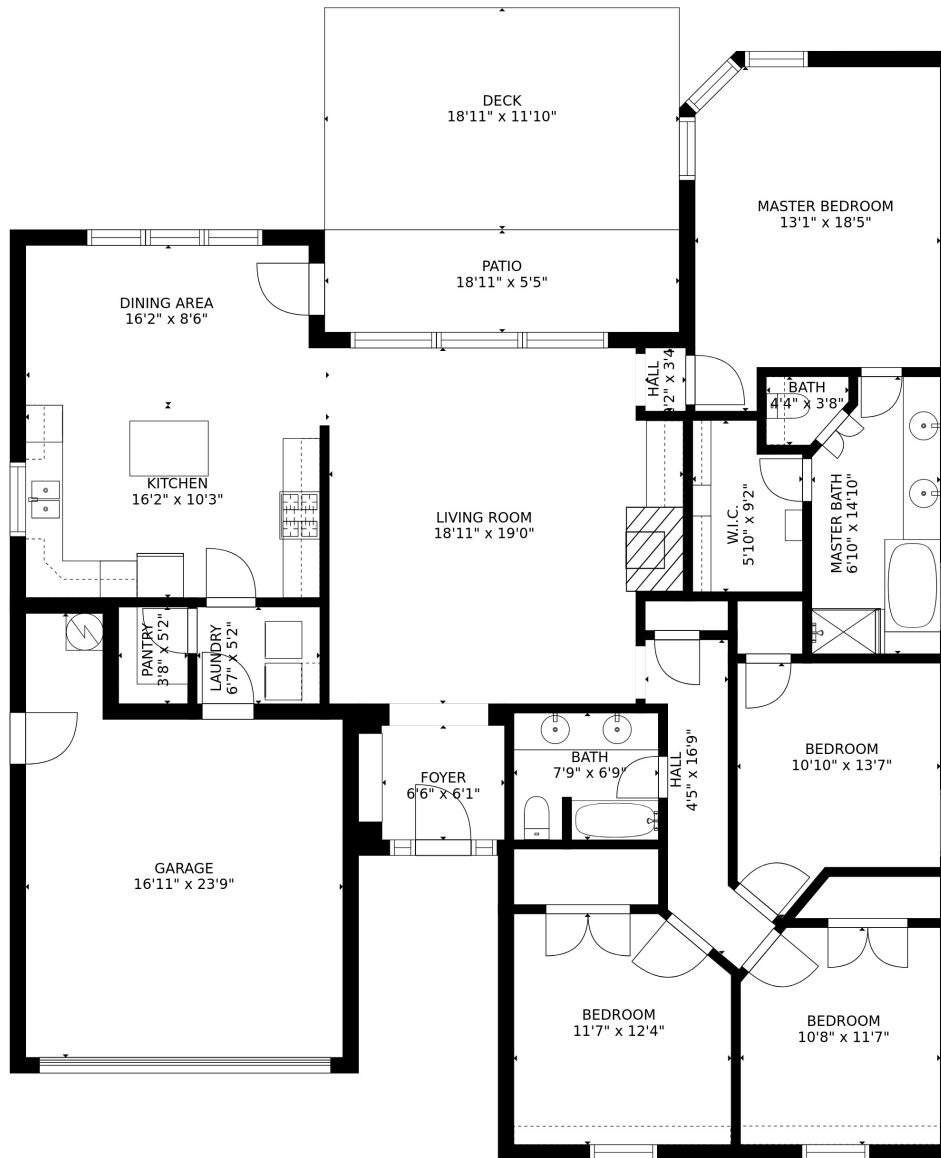 DECK
18'11" x 11'10"
MASTER BEDROOM
13'1" x 18'5"
PATIO
18'11" x 5'5"
DINING AREA
16'2" x 8'6"
HALL
BATH
4'4" x 3'8"
KITCHEN
16'2" x 10'3"
LIVING ROOM
18'11" x 19'0"
W.I.C.
5'10" x 9'2"
MASTER BATH
6'10" x 14'10"
PANTRY
3'8" x 5'2"
LAUNDRY
6'7" x 5'2"
FOYER
6'6" x 6'1"
BATH
7'9" x 6'9"
HALL
4'5" x 16'9"
BEDROOM
10'10" x 13'7"
GARAGE
16'11" x 23'9"
BEDROOM
11'7" x 12'4"
BEDROOM
10'8" x 11'7"